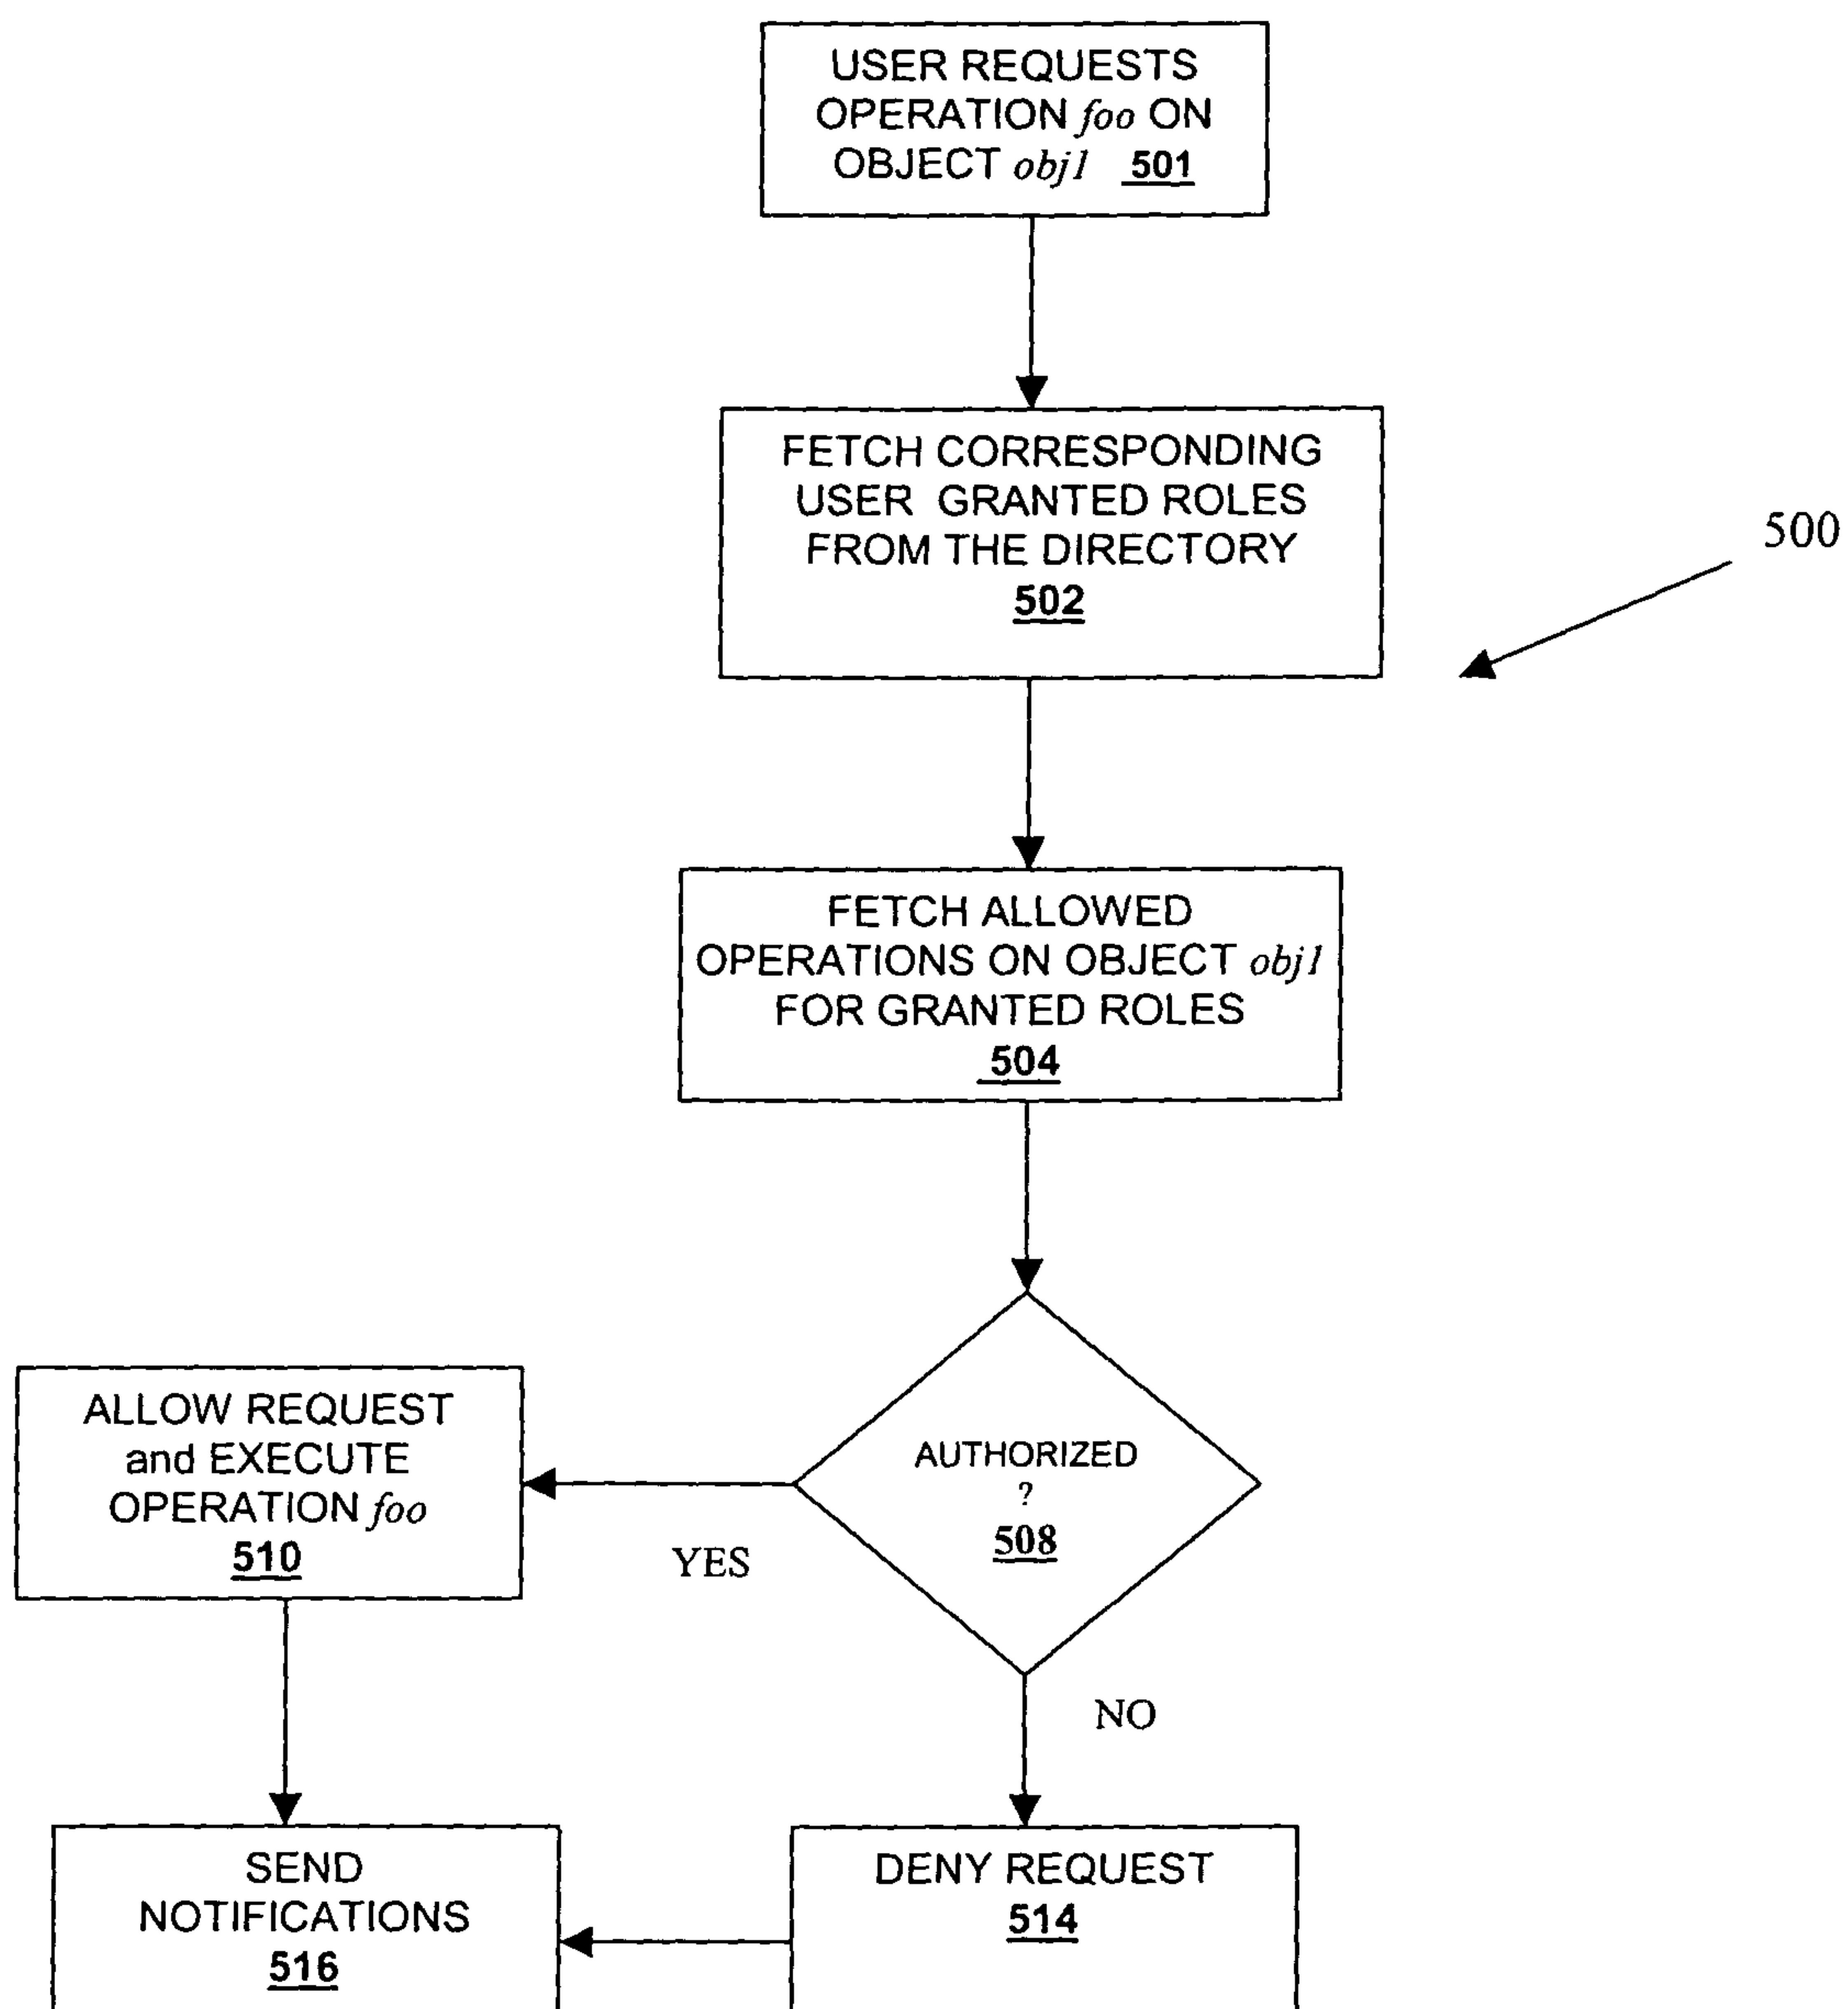 USER REQUESTS
OPERATION foo ON
OBJECT obj1 501
FETCH CORRESPONDING
USER GRANTED ROLES
FROM THE DIRECTORY
502
500
FETCH ALLOWED
OPERATIONS ON OBJECT obj1
FOR GRANTED ROLES
504
AUTHORIZED
?
508
YES
NO
ALLOW REQUEST
and EXECUTE
OPERATION foo
510
SEND
NOTIFICATIONS
516
DENY REQUEST
514